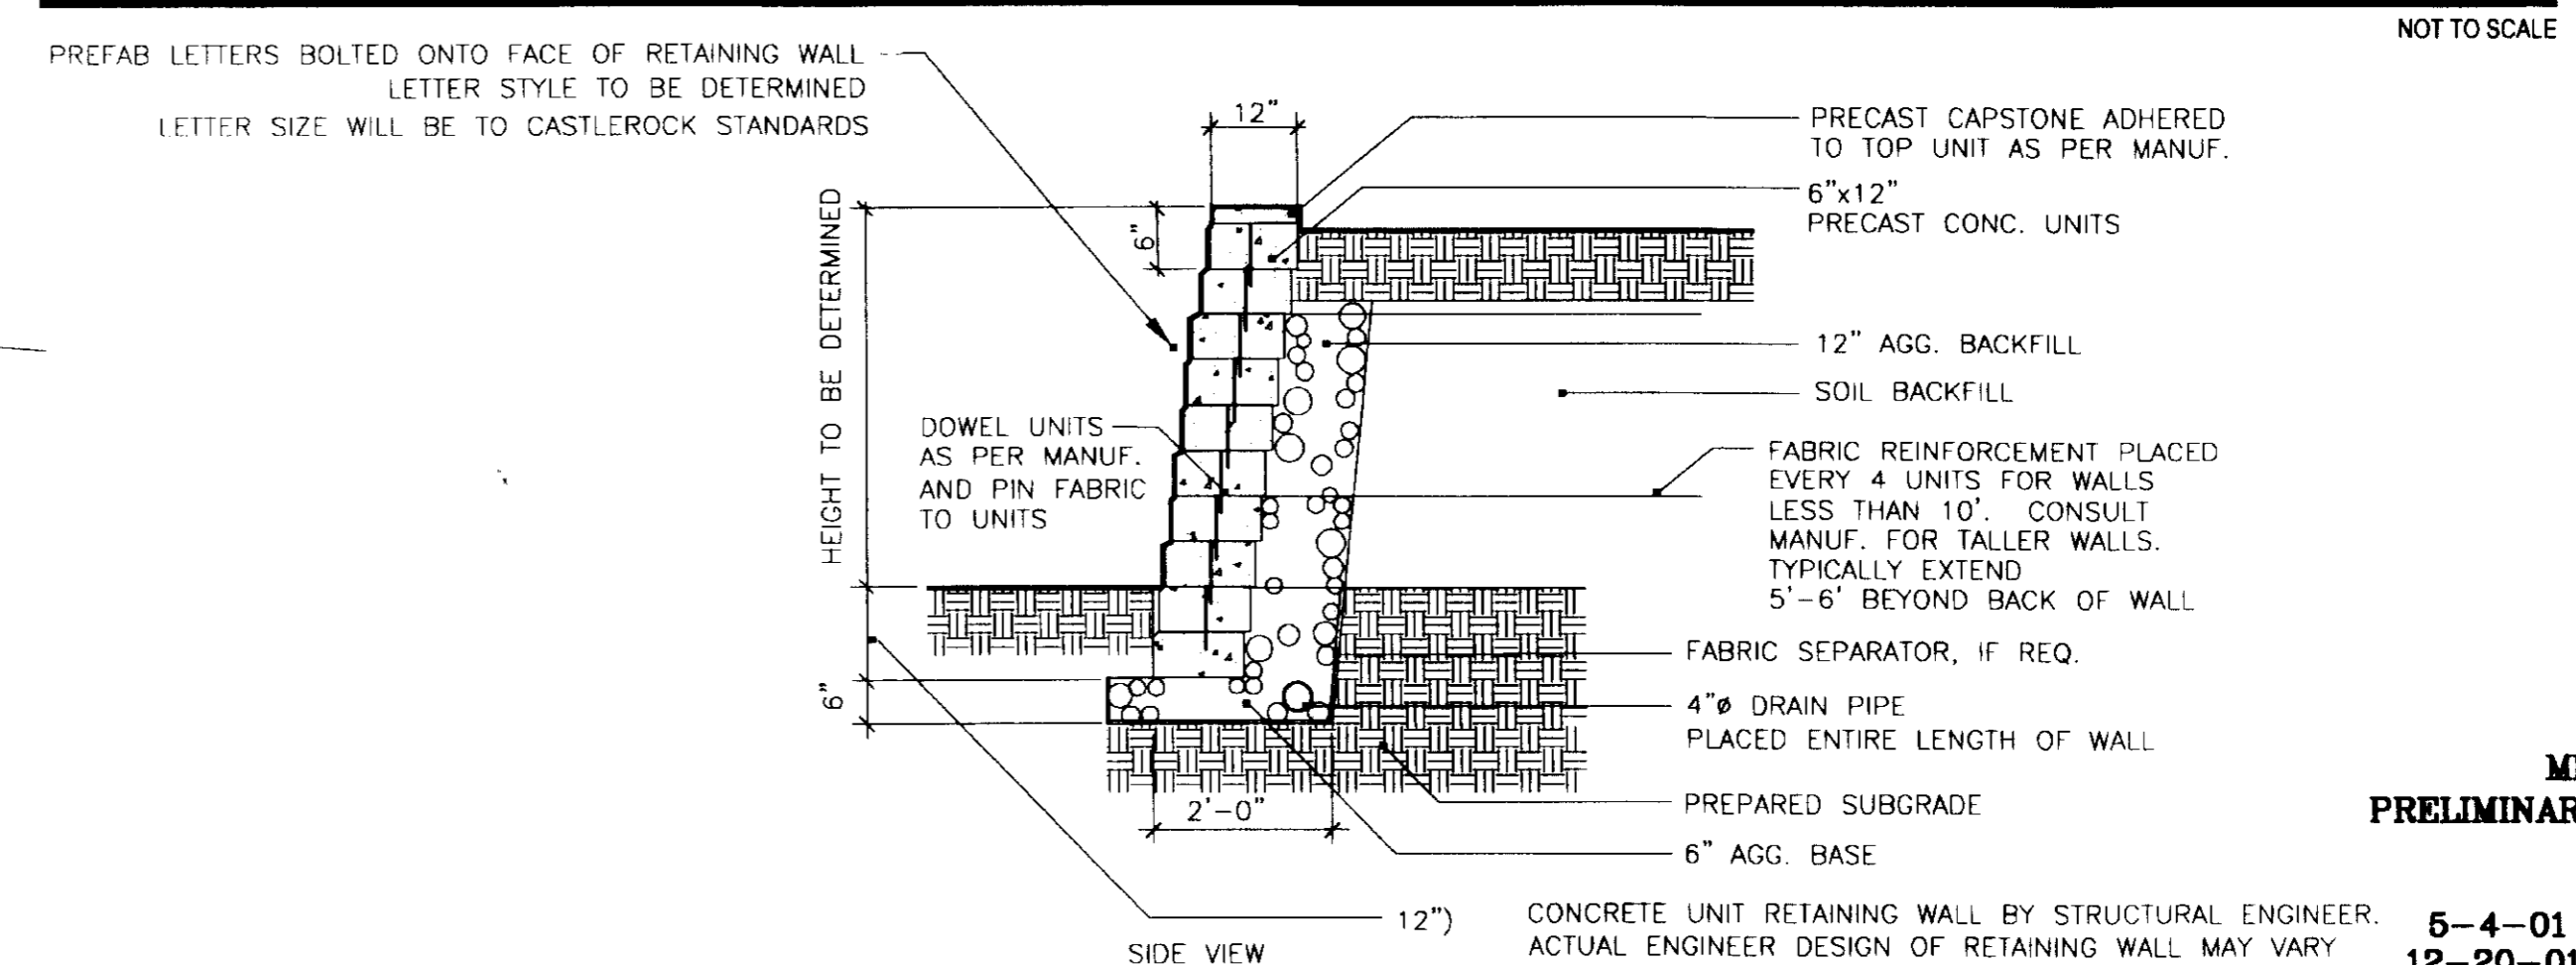 NOT TO SCALE
PREFAB LETTERS BOLTED ONTO FACE OF RETAINING WALL
LETTER STYLE TO BE DETERMINED
LETTER SIZE WILL BE TO CASTLEROCK STANDARDS
12"
PRECAST CAPSTONE ADHERED
TO TOP UNIT AS PER MANUF.
6"x12"
PRECAST CONC. UNITS
HEIGHT TO BE DETERMINED
6"
12" AGG. BACKFILL
SOIL BACKFILL
DOWEL UNITS
AS PER MANUF.
AND PIN FABRIC
TO UNITS
FABRIC REINFORCEMENT PLACED
EVERY 4 UNITS FOR WALLS
LESS THAN 10'. CONSULT
MANUF. FOR TALLER WALLS.
TYPICALLY EXTEND
5'-6' BEYOND BACK OF WALL
FABRIC SEPARATOR, IF REQ.
6"
4"ø DRAIN PIPE
PLACED ENTIRE LENGTH OF WALL
2'-0"
PREPARED SUBGRADE
6" AGG. BASE
12")
SIDE VIEW
CONCRETE UNIT RETAINING WALL BY STRUCTURAL ENGINEER.
ACTUAL ENGINEER DESIGN OF RETAINING WALL MAY VARY
PRELIMINAR
5-4-01
12-20-01